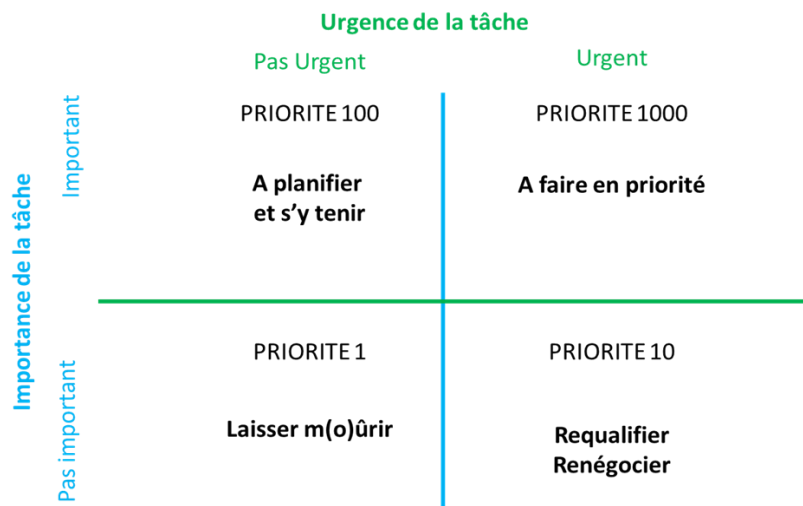 Urgence de la tâche
Pas Urgent
Urgent
Importance de la tâche
Important
PRIORITE 100
PRIORITE 1000
A planifier
et s’y tenir
A faire en priorité
Pas important
PRIORITE 1
PRIORITE 10
Laisser m(o)ûrir
Requalifier
Renégocier